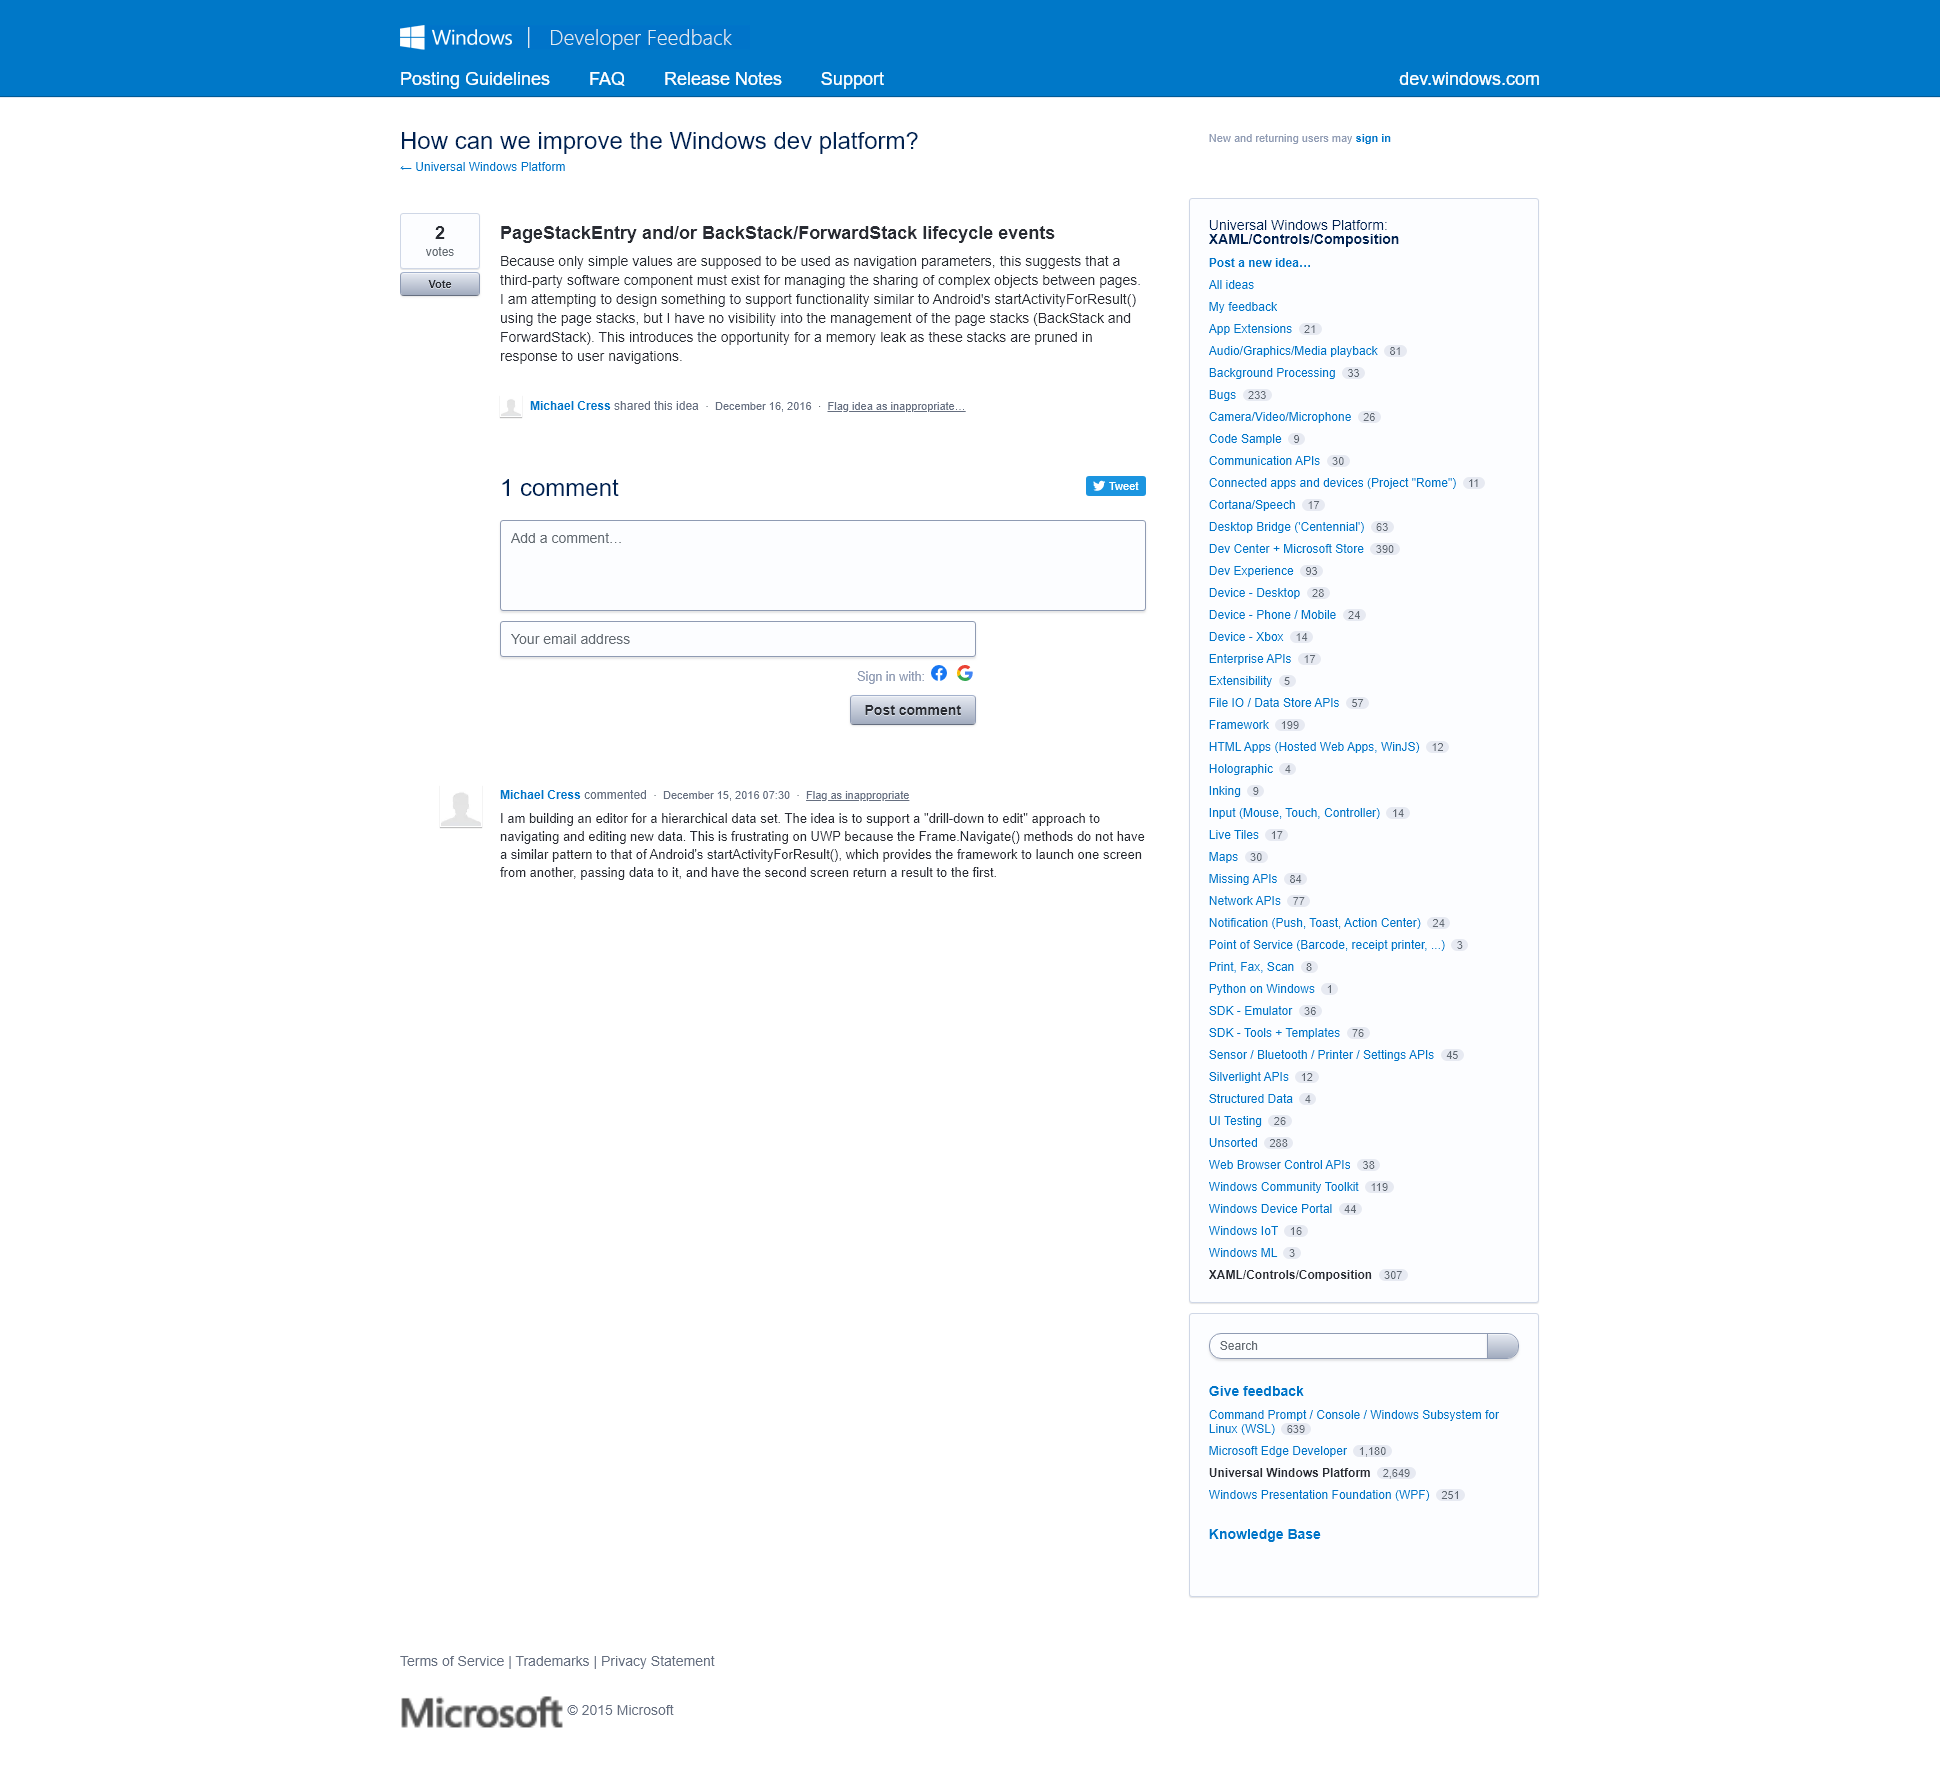 Windows | Developer Feedback
Posting Guidelines FAQ Release Notes Support dev.windows.com
How can we improve the Windows dev platform?
← Universal Windows Platform
New and returning users may sign in
2
votes
Vote
PageStackEntry and/or BackStack/ForwardStack lifecycle events
Because only simple values are supposed to be used as navigation parameters, this suggests that a
third-party software component must exist for managing the sharing of complex objects between pages.
I am attempting to design something to support functionality similar to Android's startActivityForResult()
using the page stacks, but I have no visibility into the management of the page stacks (BackStack and
ForwardStack). This introduces the opportunity for a memory leak as these stacks are pruned in
response to user navigations.
Michael Cress shared this idea · December 16, 2016 · Flag idea as inappropriate…
1 comment
Tweet
Add a comment…
Your email address
Sign in with:
Post comment
Michael Cress commented · December 15, 2016 07:30 · Flag as inappropriate
I am building an editor for a hierarchical data set. The idea is to support a "drill-down to edit" approach to
navigating and editing new data. This is frustrating on UWP because the Frame.Navigate() methods do not have
a similar pattern to that of Android's startActivityForResult(), which provides the framework to launch one screen
from another, passing data to it, and have the second screen return a result to the first.
Universal Windows Platform:
XAML/Controls/Composition
Post a new idea…
All ideas
My feedback
App Extensions 21
Audio/Graphics/Media playback 81
Background Processing 33
Bugs 233
Camera/Video/Microphone 26
Code Sample 9
Communication APIs 30
Connected apps and devices (Project "Rome") 11
Cortana/Speech 17
Desktop Bridge ('Centennial') 63
Dev Center + Microsoft Store 390
Dev Experience 93
Device - Desktop 28
Device - Phone / Mobile 24
Device - Xbox 14
Enterprise APIs 17
Extensibility 5
File IO / Data Store APIs 57
Framework 199
HTML Apps (Hosted Web Apps, WinJS) 12
Holographic 4
Inking 9
Input (Mouse, Touch, Controller) 14
Live Tiles 17
Maps 30
Missing APIs 84
Network APIs 77
Notification (Push, Toast, Action Center) 24
Point of Service (Barcode, receipt printer, ...) 3
Print, Fax, Scan 8
Python on Windows 1
SDK - Emulator 36
SDK - Tools + Templates 76
Sensor / Bluetooth / Printer / Settings APIs 45
Silverlight APIs 12
Structured Data 4
UI Testing 26
Unsorted 288
Web Browser Control APIs 38
Windows Community Toolkit 119
Windows Device Portal 44
Windows IoT 16
Windows ML 3
XAML/Controls/Composition 307
Search
Give feedback
Command Prompt / Console / Windows Subsystem for
Linux (WSL) 639
Microsoft Edge Developer 1,180
Universal Windows Platform 2,649
Windows Presentation Foundation (WPF) 251
Knowledge Base
Terms of Service | Trademarks | Privacy Statement
Microsoft © 2015 Microsoft